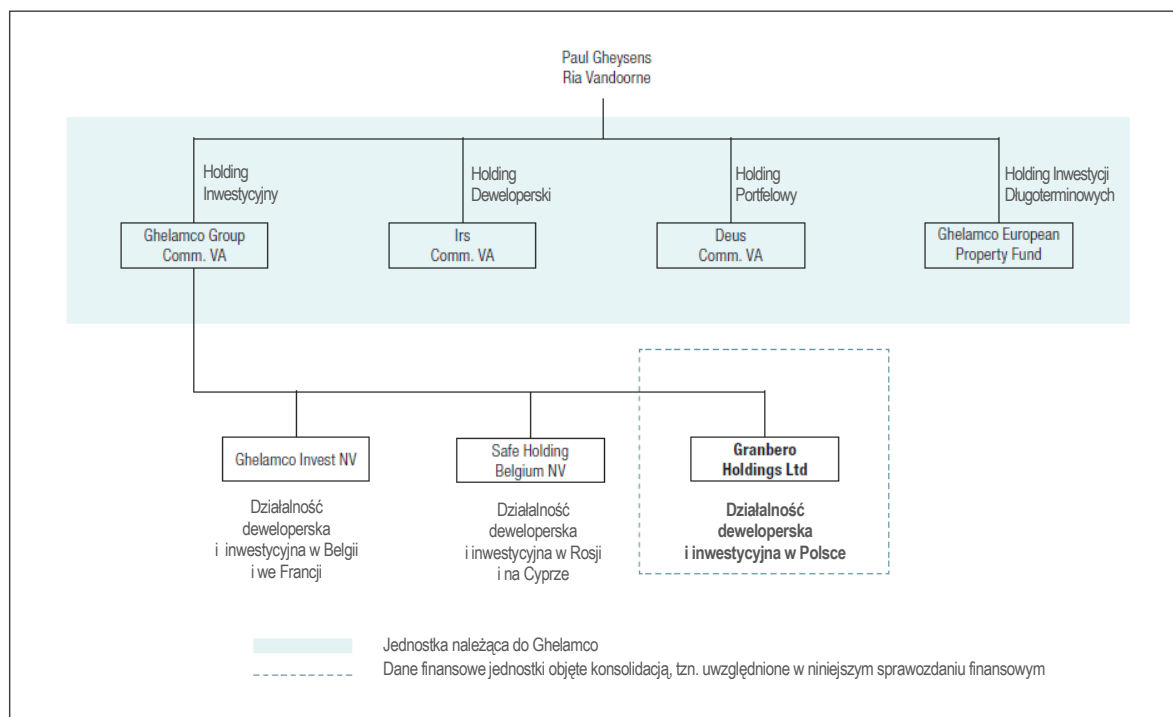 Paul Gheysens
Ria Vandoorne
Holding
Inwestycyjny
Holding
Deweloperski
Holding
Portfelowy
Holding Inwestycji
Długoterminowych
Ghelamco Group
Comm. VA
Irs
Comm. VA
Deus
Comm. VA
Ghelamco European
Property Fund
Ghelamco Invest NV
Safe Holding
Belgium NV
Granbero
Holdings Ltd
Działalność
deweloperska
i inwestycyjna w Belgii
i we Francji
Działalność
deweloperska
i inwestycyjna w Rosji
i na Cyprze
Działalność
deweloperska
i inwestycyjna w Polsce
Jednostka należąca do Ghelamco
Dane finansowe jednostki objęte konsolidacją, tzn. uwzględnione w niniejszym sprawozdaniu finansowym